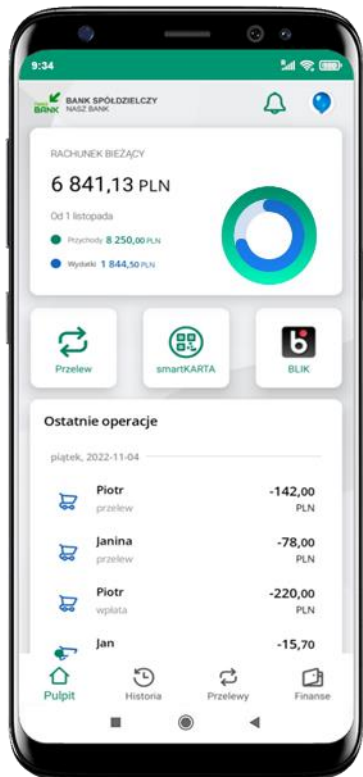 9:34
NASZ BANK
BANK SPÓŁDZIELCZY
NASZ BANK
RACHUNEK BIEŻĄCY
6 841,13 PLN
Od 1 listopada
Przychody 8 250,00 PLN
Wydatki 1 844,50 PLN
Przelew
smartKARTA
BLIK
Ostatnie operacje
piątek, 2022-11-04
Piotr -142,00
przelew PLN
Janina -78,00
przelew PLN
Piotr -220,00
wpłata PLN
Jan -15,70
Pulpit Historia Przelewy Finanse